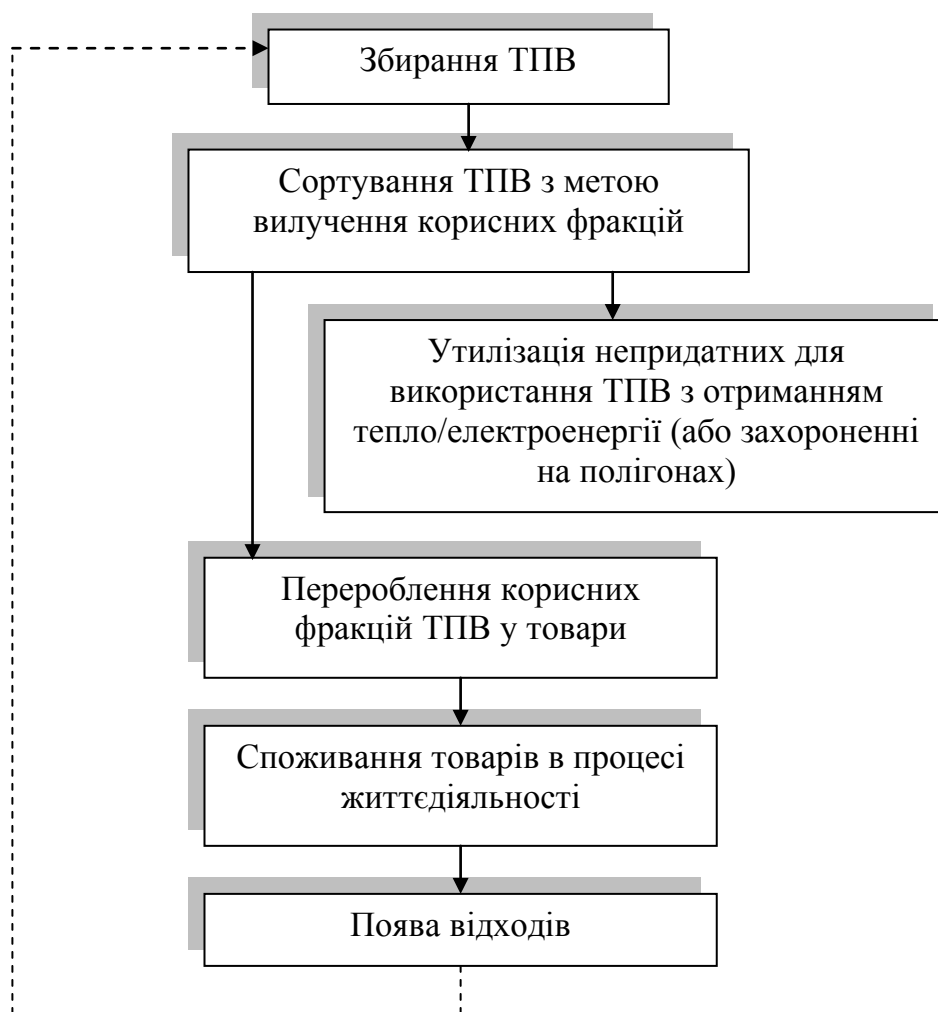 Збирання ТПВ
Сортування ТПВ з метою
вилучення корисних фракцій
Утилізація непридатних для
використання ТПВ з отриманням
тепло/електроенергії (або захороненні
на полігонах)
Перероблення корисних
фракцій ТПВ у товари
Споживання товарів в процесі
життєдіяльності
Поява відходів